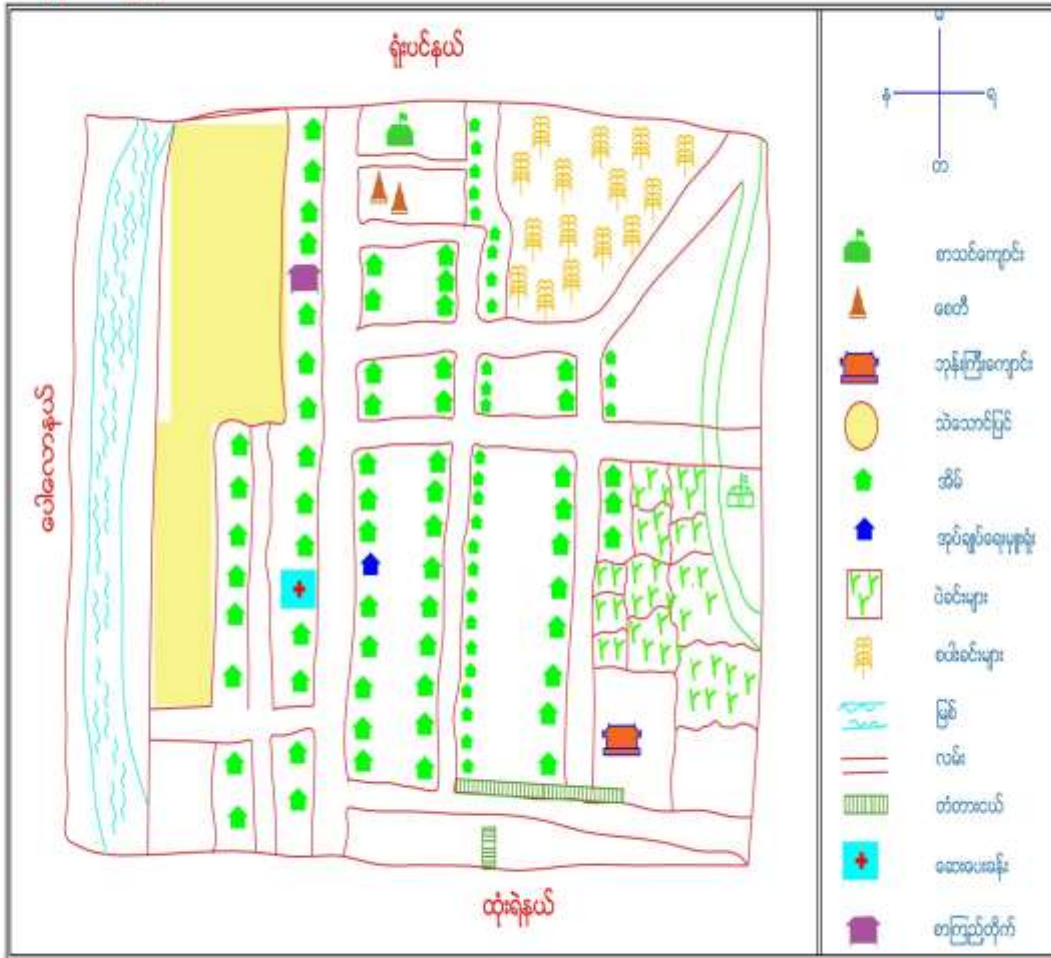 ရုံးပင်နယ်
ပေါလောနယ်
ထုံးရဲနယ်
မ
န
ရ
တ
စာသင်ကျောင်း
စေတီ
ဘုန်းကြီးကျောင်း
သဲသောင်ပြင်
အိမ်
အုပ်ချုပ်ရေးမှူးရုံး
ပဲခင်းများ
စပါးခင်းများ
မြစ်
လမ်း
တံတားငယ်
ဆေးပေးခန်း
စာကြည့်တိုက်